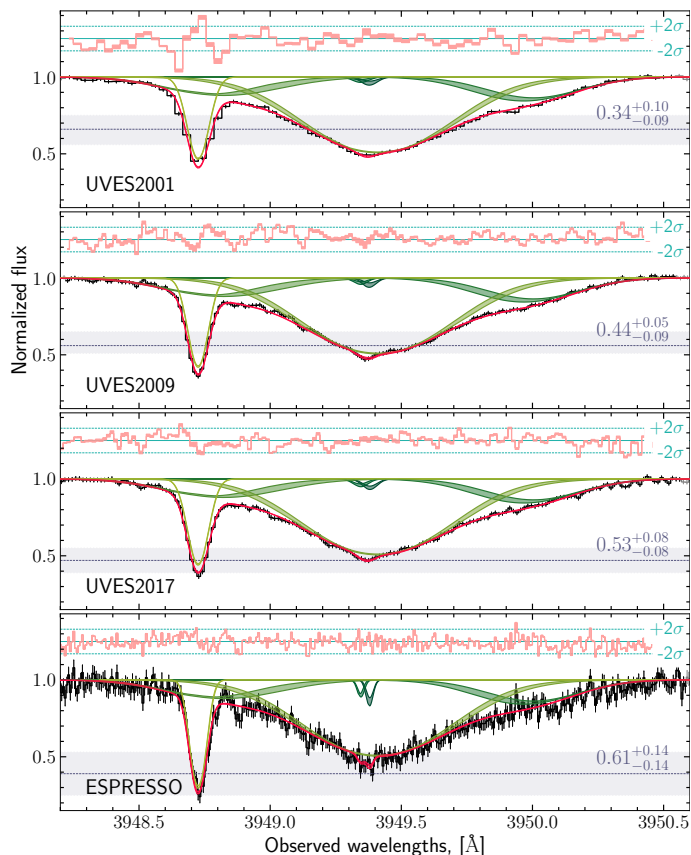 +2σ
-2σ
1.0
0.34+0.10−0.09
0.5
UVES2001
+2σ
-2σ
1.0
0.44+0.05−0.09
0.5
UVES2009
+2σ
-2σ
1.0
0.53+0.08−0.08
0.5
UVES2017
+2σ
-2σ
1.0
0.61+0.14−0.14
0.5
ESPRESSO
Normalized flux
3948.5 3949.0 3949.5 3950.0 3950.5
Observed wavelengths, [Å]